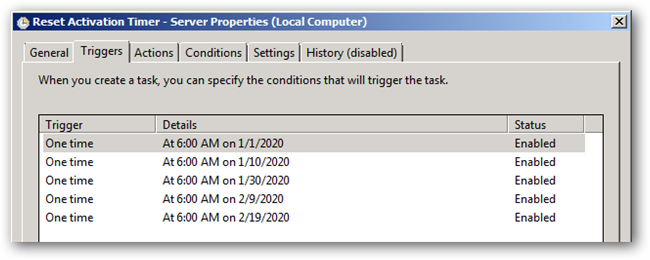 Reset Activation Timer - Server Properties (Local Computer)
General Triggers Actions Conditions Settings History (disabled)
When you create a task, you can specify the conditions that will trigger the task.
Trigger Details Status
One time At 6:00 AM on 1/1/2020 Enabled
One time At 6:00 AM on 1/10/2020 Enabled
One time At 6:00 AM on 1/30/2020 Enabled
One time At 6:00 AM on 2/9/2020 Enabled
One time At 6:00 AM on 2/19/2020 Enabled